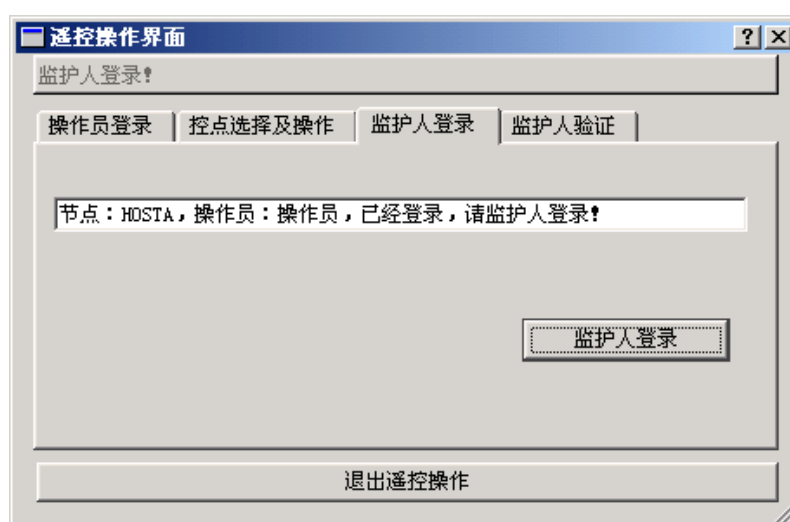 遥控操作界面
监护人登录!
操作员登录 控点选择及操作 监护人登录 监护人验证
节点：HOSTA，操作员：操作员，已经登录，请监护人登录!
监护人登录
退出遥控操作